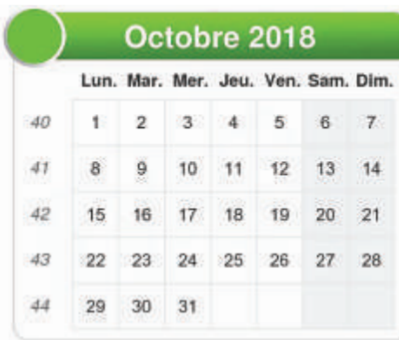 Octobre 2018
Lun. Mar. Mer. Jeu. Ven. Sam. Dim.
40 1 2 3 4 5 6 7
41 8 9 10 11 12 13 14
42 15 16 17 18 19 20 21
43 22 23 24 25 26 27 28
44 29 30 31